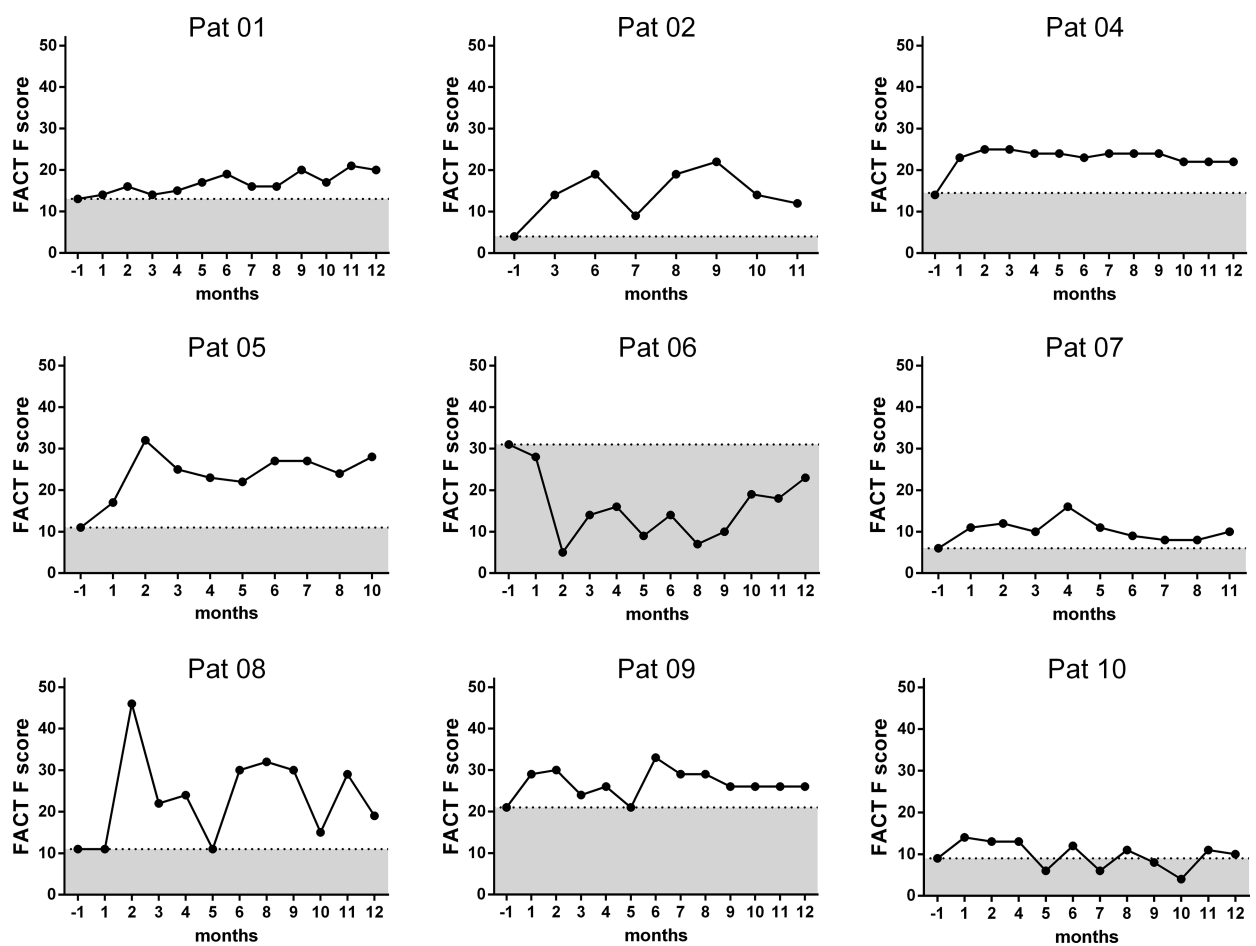 Pat 01
FACT F score
50
40
30
20
10
0
-1 1 2 3 4 5 6 7 8 9 10 11 12
months
Pat 02
FACT F score
50
40
30
20
10
0
-1 3 6 7 8 9 10 11
months
Pat 04
FACT F score
50
40
30
20
10
0
-1 1 2 3 4 5 6 7 8 9 10 11 12
months
Pat 05
FACT F score
50
40
30
20
10
0
-1 1 2 3 4 5 6 7 8 10
months
Pat 06
FACT F score
50
40
30
20
10
0
-1 1 2 3 4 5 6 8 9 10 11 12
months
Pat 07
FACT F score
50
40
30
20
10
0
-1 1 2 3 4 5 6 7 8 11
months
Pat 08
FACT F score
50
40
30
20
10
0
-1 1 2 3 4 5 6 8 9 10 11 12
months
Pat 09
FACT F score
50
40
30
20
10
0
-1 1 2 3 4 5 6 7 8 9 10 11 12
months
Pat 10
FACT F score
50
40
30
20
10
0
-1 1 2 4 5 6 7 8 9 10 11 12
months